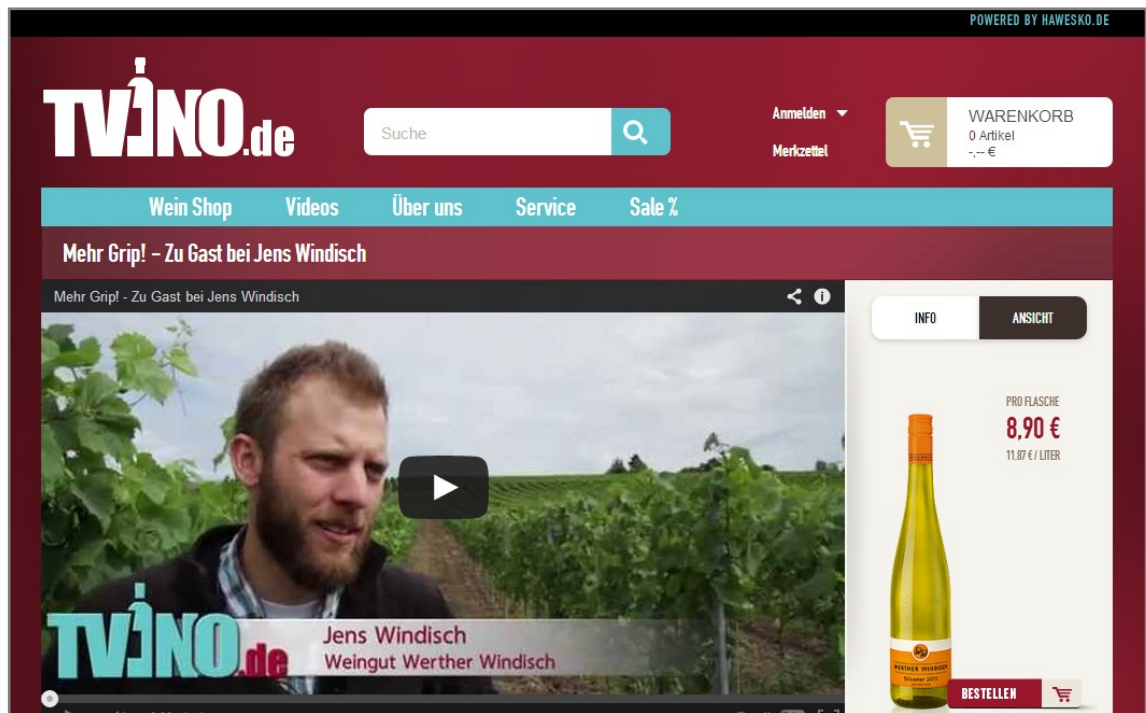 POWERED BY HAWESKO.DE
TVINO.de
Suche
Anmelden
Merkzettel
WARENKORB
0 Artikel
-,-- €
Wein Shop Videos Über uns Service Sale %
Mehr Grip! – Zu Gast bei Jens Windisch
Mehr Grip! - Zu Gast bei Jens Windisch
INFO ANSICHT
PRO FLASCHE
8,90 €
11,87 € / LITER
TVINO.de
Jens Windisch
Weingut Werther Windisch
WERTHER WINDISCH
BESTELLEN